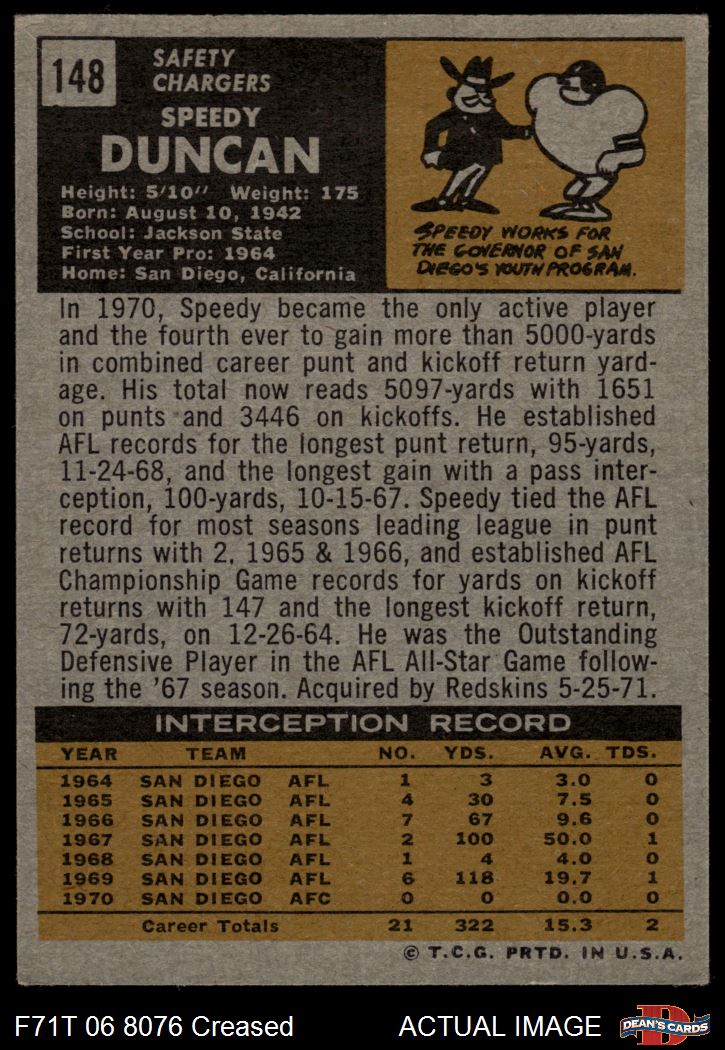 148
SAFETY
CHARGERS
SPEEDY
DUNCAN
Height: 5/10" Weight: 175
Born: August 10, 1942
School: Jackson State
First Year Pro: 1964
Home: San Diego, California
SPEEDY WORKS FOR
THE GOVERNOR OF SAN
DIEGO'S YOUTH PROGRAM.
In 1970, Speedy became the only active player
and the fourth ever to gain more than 5000-yards
in combined career punt and kickoff return yard-
age. His total now reads 5097-yards with 1651
on punts and 3446 on kickoffs. He established
AFL records for the longest punt return, 95-yards,
11-24-68, and the longest gain with a pass inter-
ception, 100-yards, 10-15-67. Speedy tied the AFL
record for most seasons leading league in punt
returns with 2, 1965 & 1966, and established AFL
Championship Game records for yards on kickoff
returns with 147 and the longest kickoff return,
72-yards, on 12-26-64. He was the Outstanding
Defensive Player in the AFL All-Star Game follow-
ing the '67 season. Acquired by Redskins 5-25-71.
INTERCEPTION RECORD
YEAR TEAM NO. YDS. AVG. TDS.
1964 SAN DIEGO AFL 1 3 3.0 0
1965 SAN DIEGO AFL 4 30 7.5 0
1966 SAN DIEGO AFL 7 67 9.6 0
1967 SAN DIEGO AFL 2 100 50.0 1
1968 SAN DIEGO AFL 1 4 4.0 0
1969 SAN DIEGO AFL 6 118 19.7 1
1970 SAN DIEGO AFC 0 0 0.0 0
Career Totals 21 322 15.3 2
© T.C.G. PRTD. IN U.S.A.
F71T 06 8076 Creased ACTUAL IMAGE
D
DEAN'S CARDS